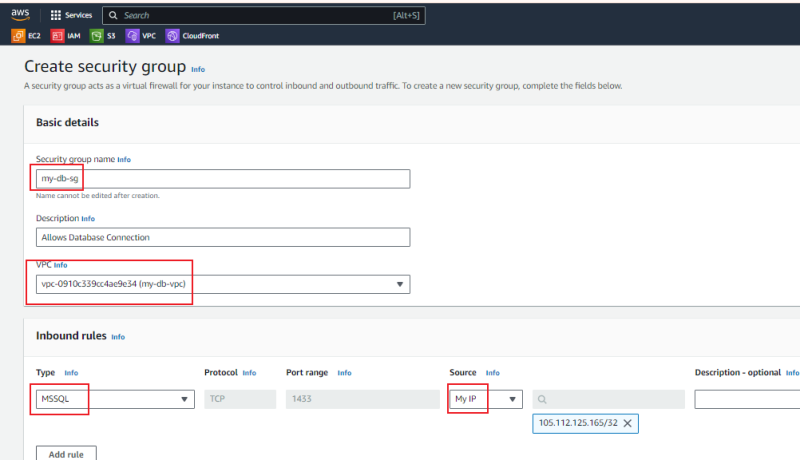 aws Services Search [Alt+S]
EC2 IAM S3 VPC CloudFront
Create security group Info
A security group acts as a virtual firewall for your instance to control inbound and outbound traffic. To create a new security group, complete the fields below.
Basic details
Security group name Info
my-db-sg
Name cannot be edited after creation.
Description Info
Allows Database Connection
VPC Info
vpc-0910c339cc4ae9e34 (my-db-vpc)
Inbound rules Info
Type Info Protocol Info Port range Info Source Info Description - optional Info
MSSQL TCP 1433 My IP
105.112.125.165/32
Add rule